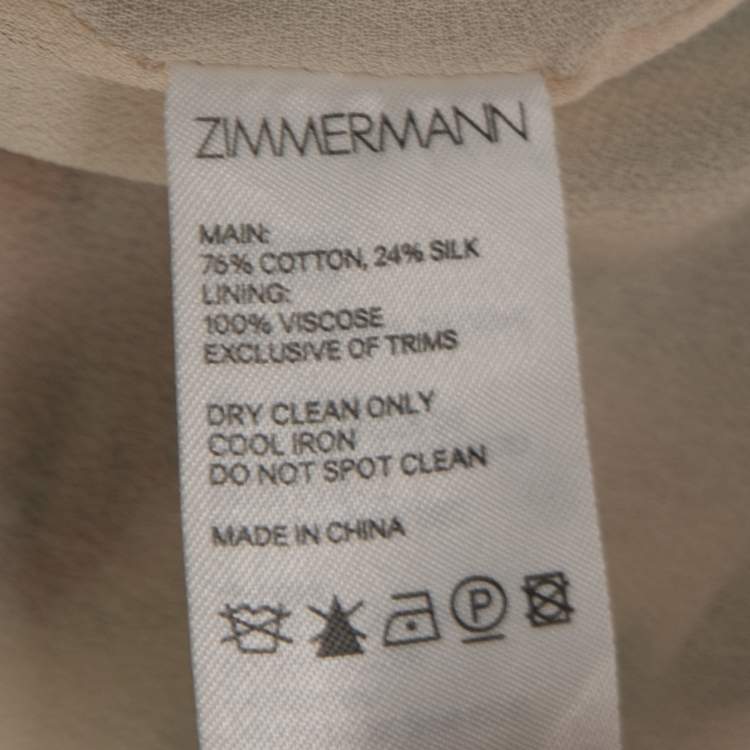 ZIMMERMANN
MAIN:
76% COTTON, 24% SILK
LINING:
100% VISCOSE
EXCLUSIVE OF TRIMS
DRY CLEAN ONLY
COOL IRON
DO NOT SPOT CLEAN
MADE IN CHINA
P